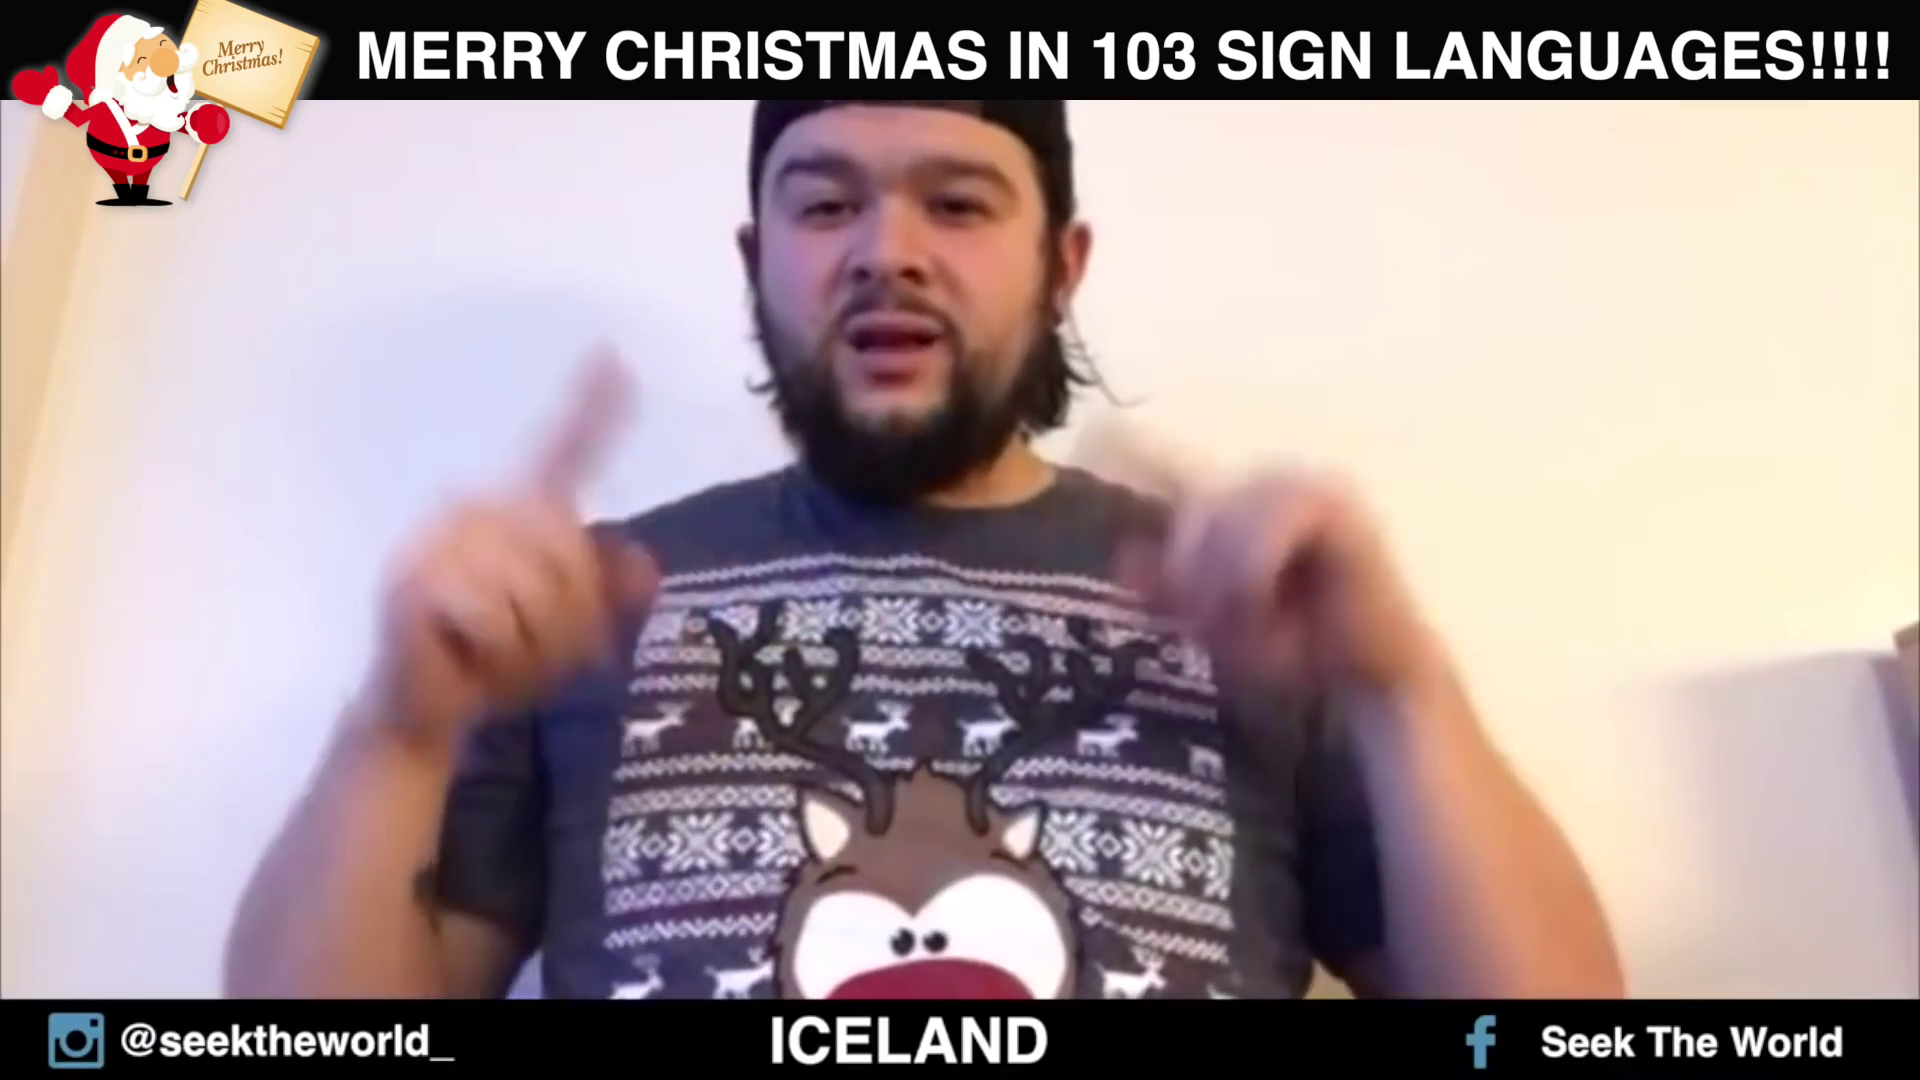 Merry
Christmas!
MERRY CHRISTMAS IN 103 SIGN LANGUAGES!!!!
@seektheworld_
ICELAND
Seek The World